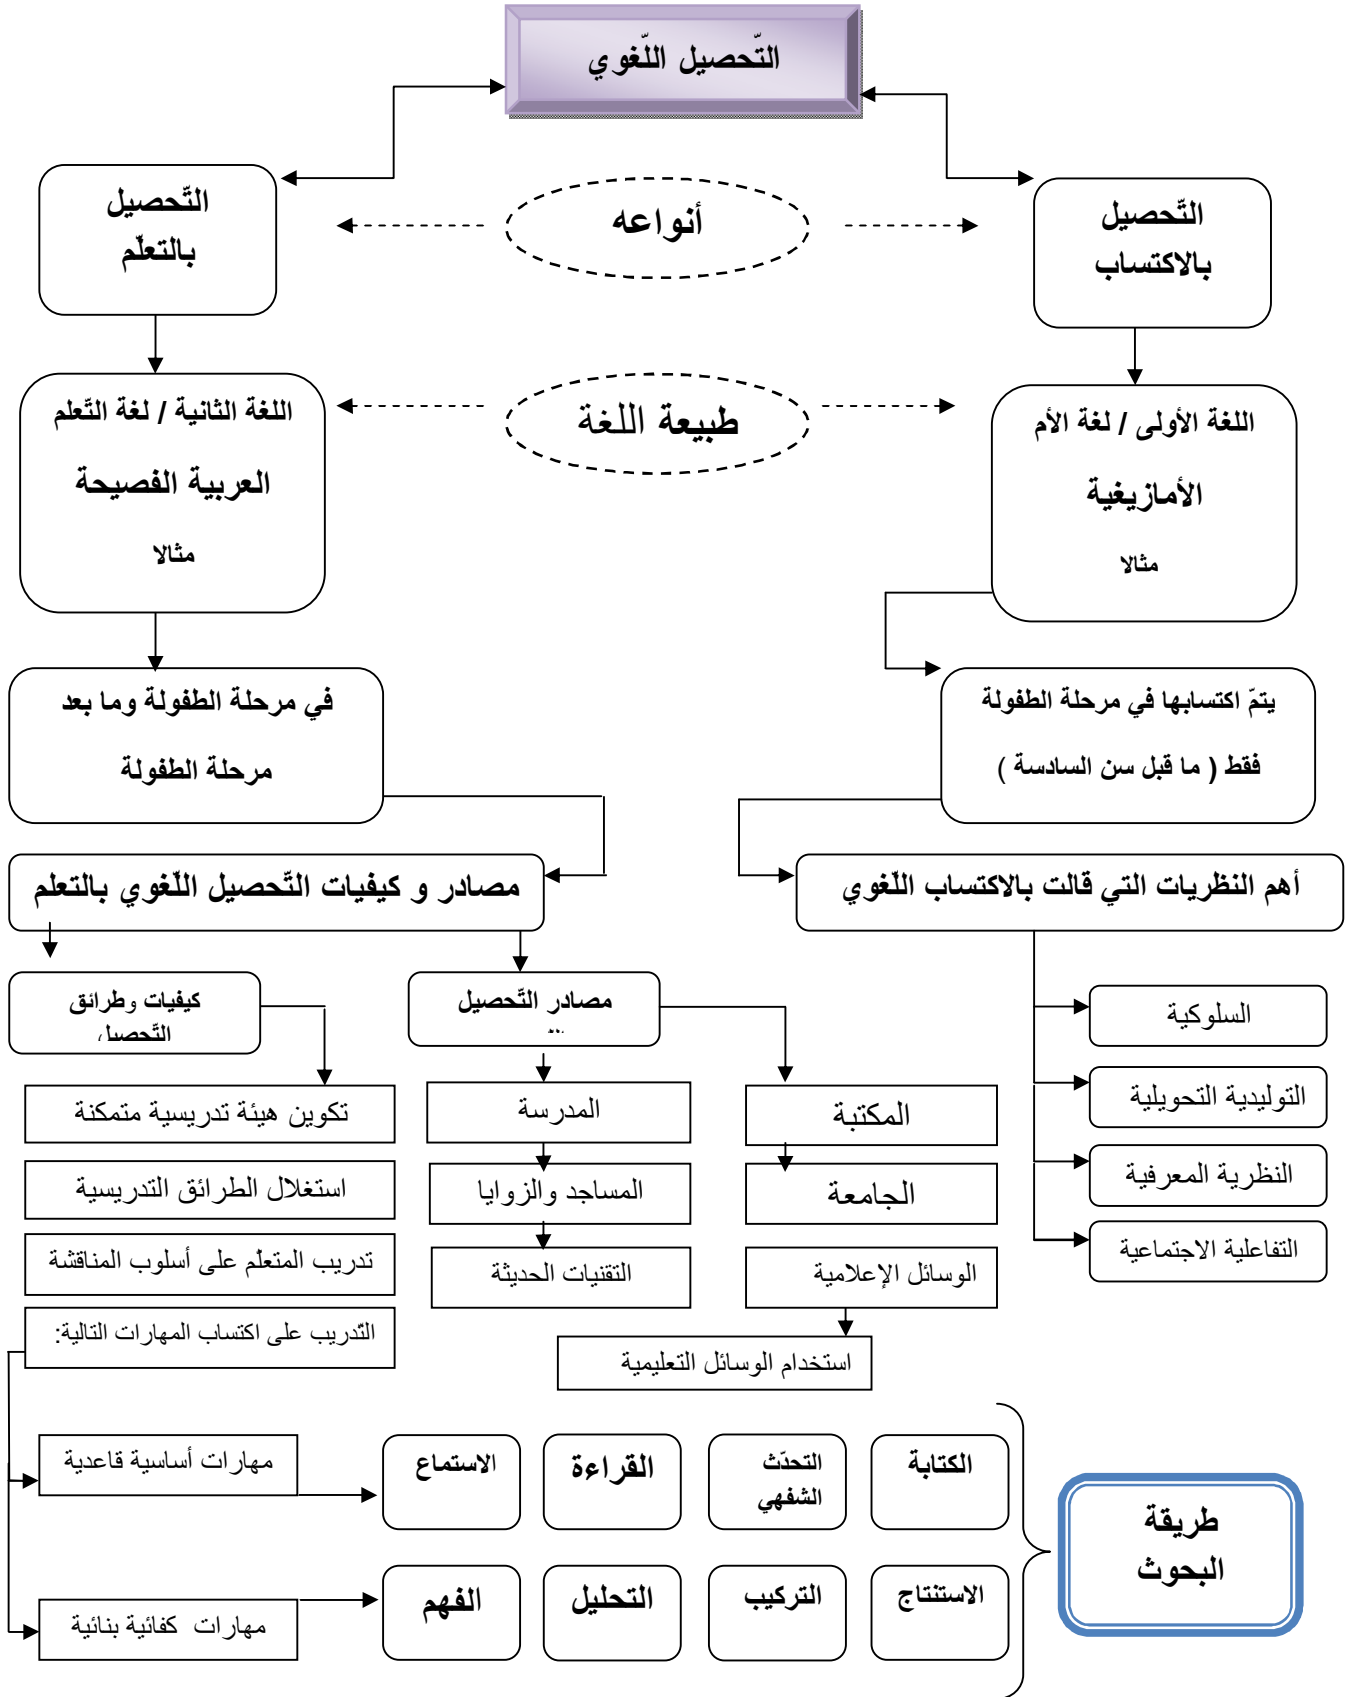 التّحصيل اللّغوي
التّحصيل
بالاكتساب
أنواعه
التّحصيل
بالتعلّم
اللغة الأولى / لغة الأم
الأمازيغية
مثالا
طبيعة اللغة
اللغة الثانية / لغة التّعلم
العربية الفصيحة
مثالا
يتمّ اكتسابها في مرحلة الطفولة
فقط ( ما قبل سن السادسة )
في مرحلة الطفولة وما بعد
مرحلة الطفولة
أهم النظريات التي قالت بالاكتساب اللّغوي
مصادر و كيفيات التّحصيل اللّغوي بالتعلم
السلوكية
التوليدية التحويلية
النظرية المعرفية
التفاعلية الاجتماعية
مصادر التّحصيل
كيفيات وطرائق
التّحصيل
المكتبة
الجامعة
الوسائل الإعلامية
استخدام الوسائل التعليمية
المدرسة
المساجد والزوايا
التقنيات الحديثة
تكوين هيئة تدريسية متمكنة
استغلال الطرائق التدريسية
تدريب المتعلّم على أسلوب المناقشة
التّدريب على اكتساب المهارات التالية:
مهارات أساسية قاعدية
الاستماع
القراءة
التحدّث
الشفهي
الكتابة
مهارات كفائية بنائية
الفهم
التحليل
التركيب
الاستنتاج
طريقة
البحوث